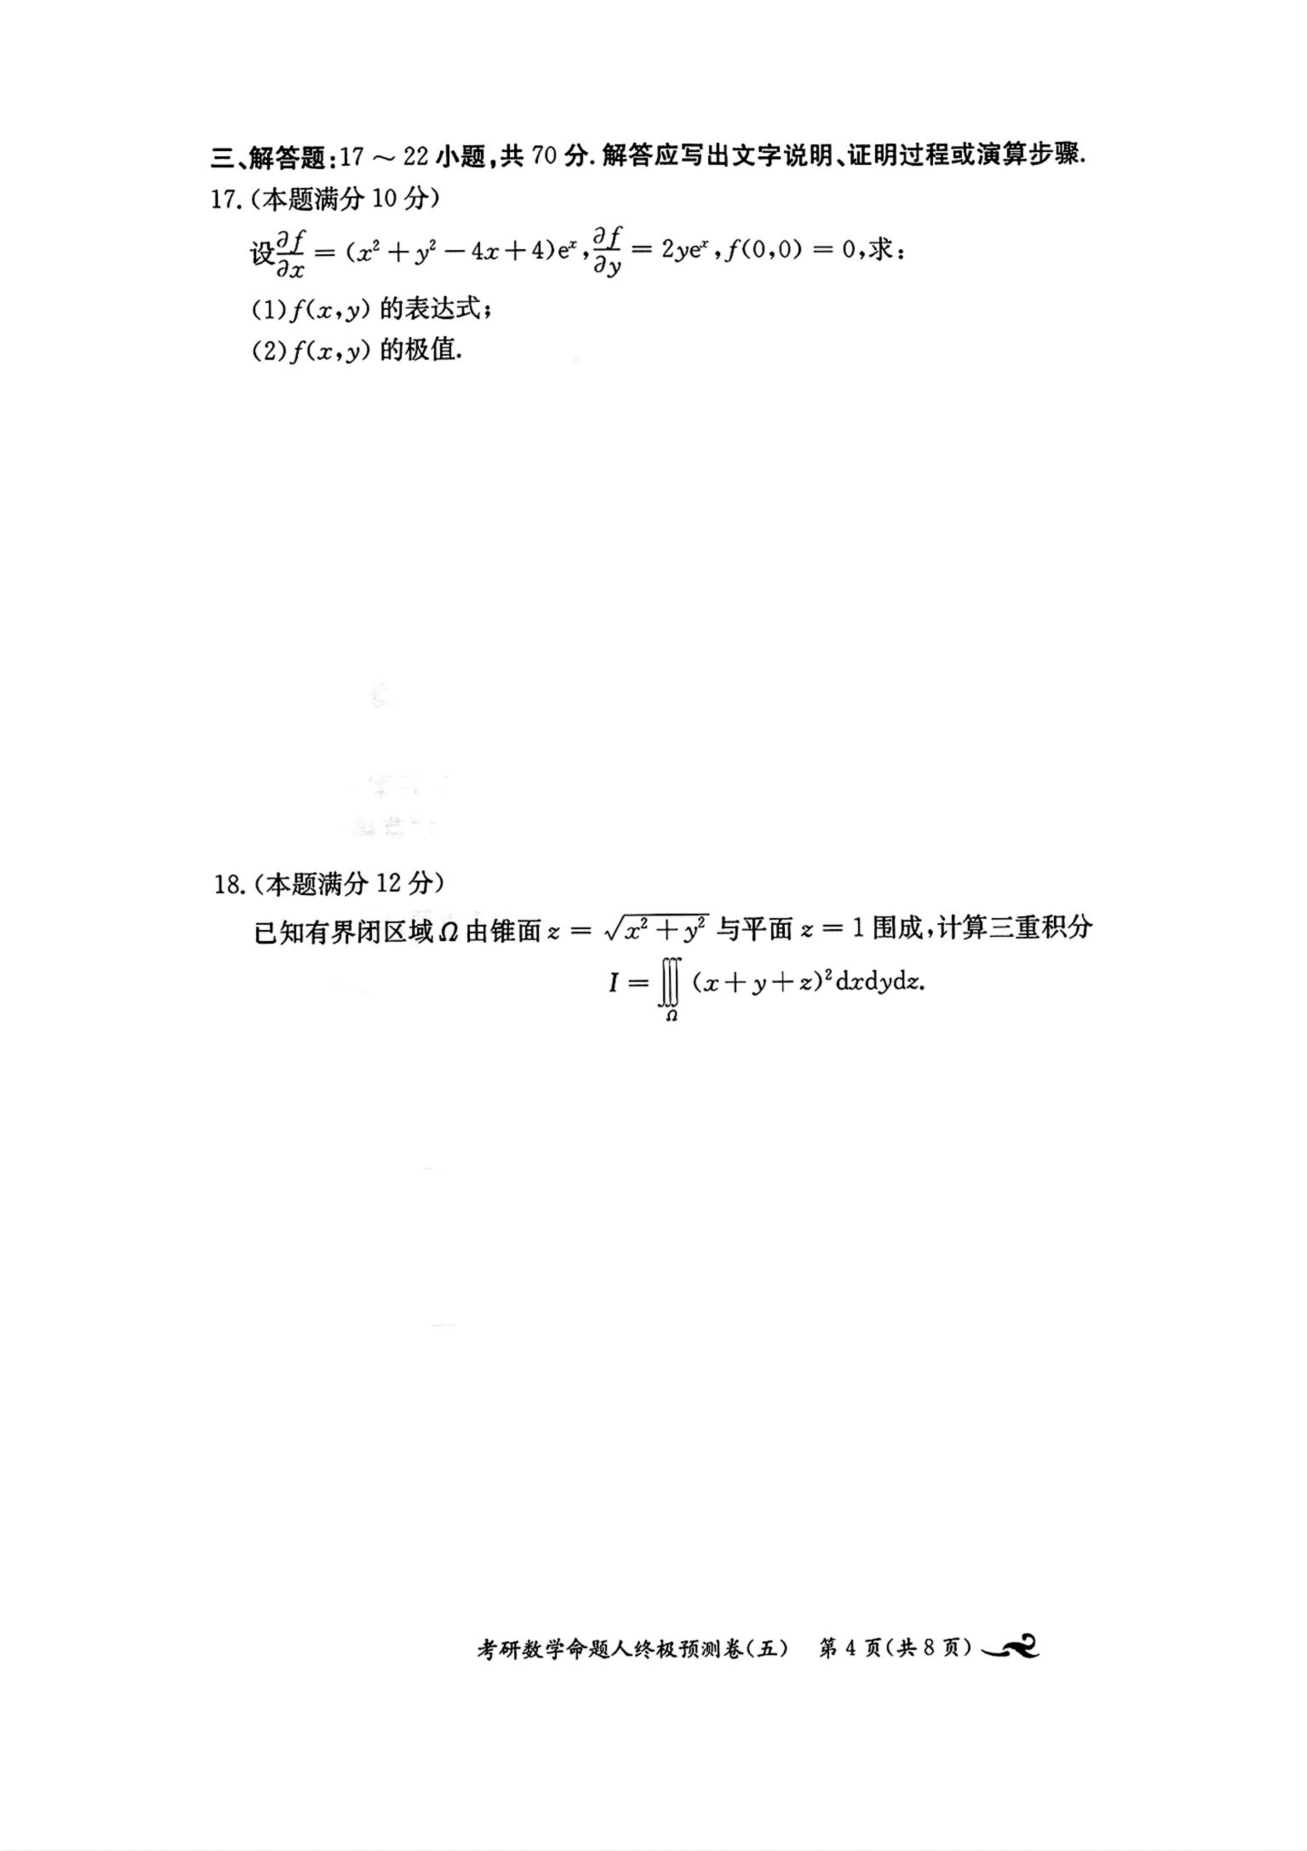 三、解答题:17 ～ 22 小题,共 70 分. 解答应写出文字说明、证明过程或演算步骤.
17. (本题满分 10 分)
设∂f/∂x = (x² + y² − 4x + 4)eˣ, ∂f/∂y = 2yeˣ, f(0,0) = 0,求:
(1)f(x,y) 的表达式;
(2)f(x,y) 的极值.
18. (本题满分 12 分)
已知有界闭区域 Ω 由锥面 z = √(x² + y²) 与平面 z = 1 围成,计算三重积分
I = ∭_Ω (x + y + z)² dxdydz.
考研数学命题人终极预测卷(五) 第 4 页(共 8 页)